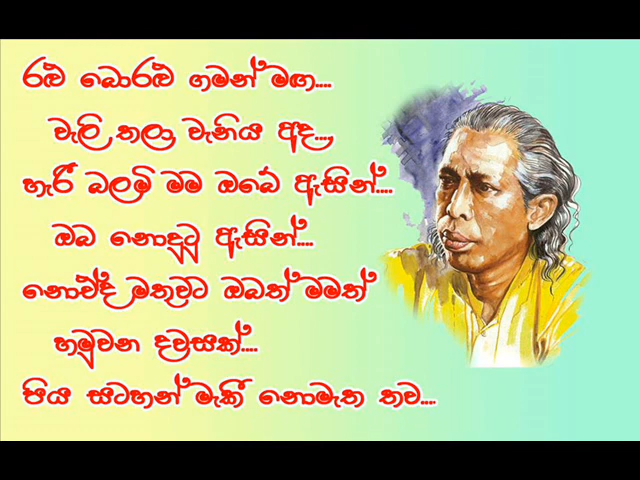 රළු බොරළු ගමන් මඟ....
වැලි තලා වැනිය අද....,
හැරී බලමි මම ඔබේ ඇසින්....
ඔබ නොදුටු ඇසින්....
නොවේද මතුවට ඔබත් මමත්
හමුවන දවසක්....
පිය සටහන් මැකී නොමැත තව....